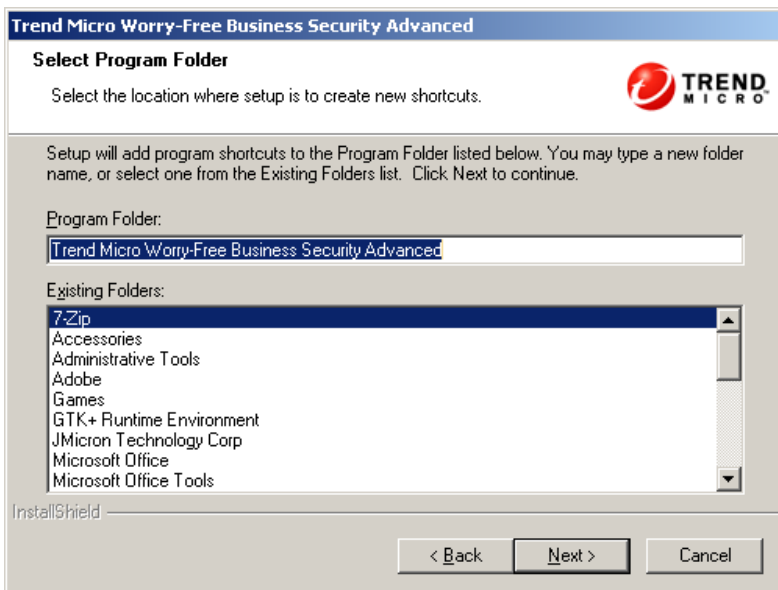 Trend Micro Worry-Free Business Security Advanced
Select Program Folder
Select the location where setup is to create new shortcuts.
TREND
MICRO™
Setup will add program shortcuts to the Program Folder listed below. You may type a new folder
name, or select one from the Existing Folders list. Click Next to continue.
Program Folder:
Trend Micro Worry-Free Business Security Advanced
Existing Folders:
7-Zip
Accessories
Administrative Tools
Adobe
Games
GTK+ Runtime Environment
JMicron Technology Corp
Microsoft Office
Microsoft Office Tools
InstallShield
< Back
Next >
Cancel